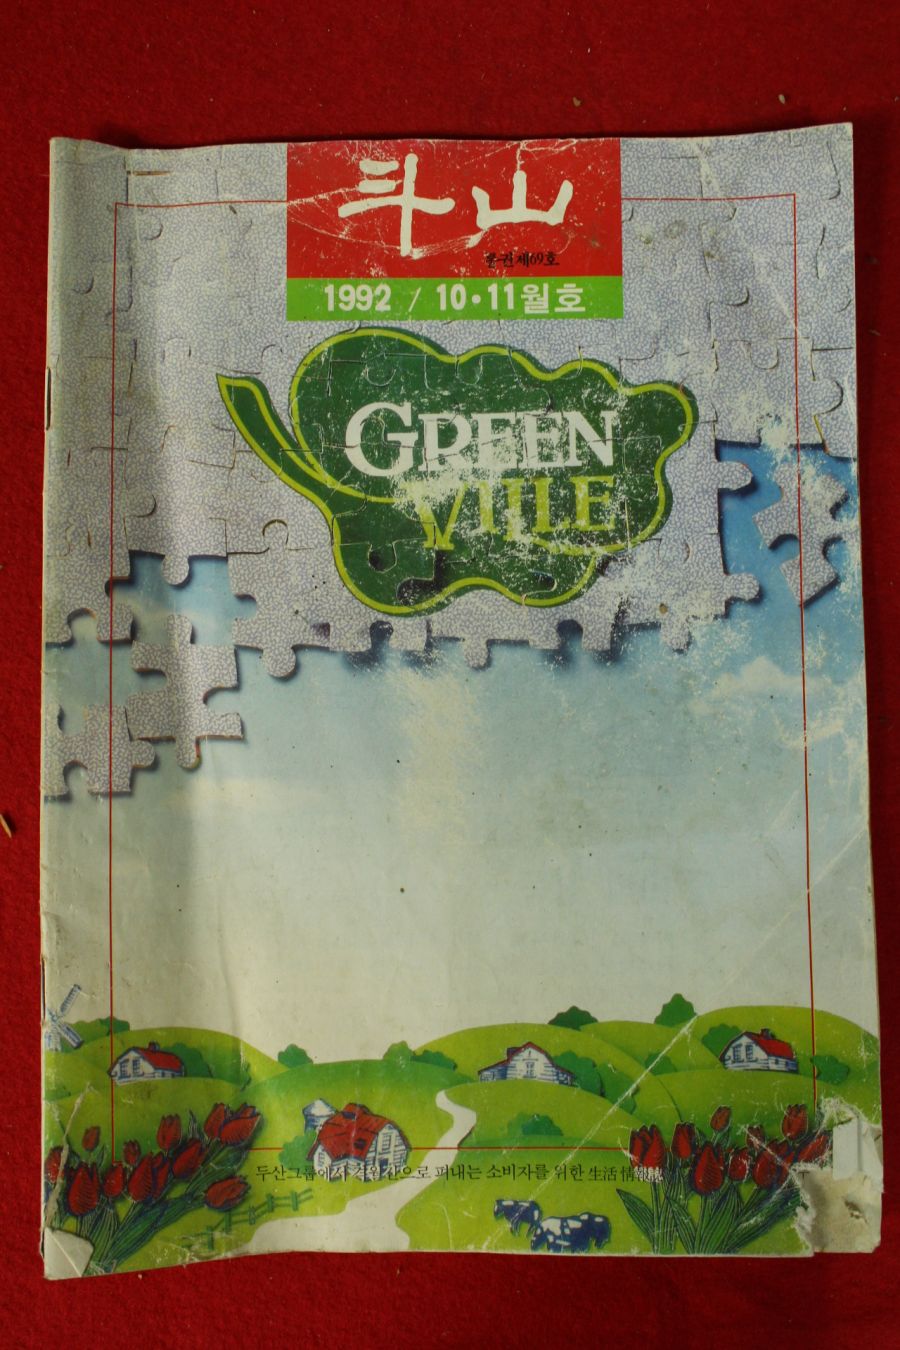 斗山
통권 제69호
1992 / 10·11월호
GREEN
VILLE
두산그룹에서 격월간으로 펴내는 소비자를 위한 生活情報誌